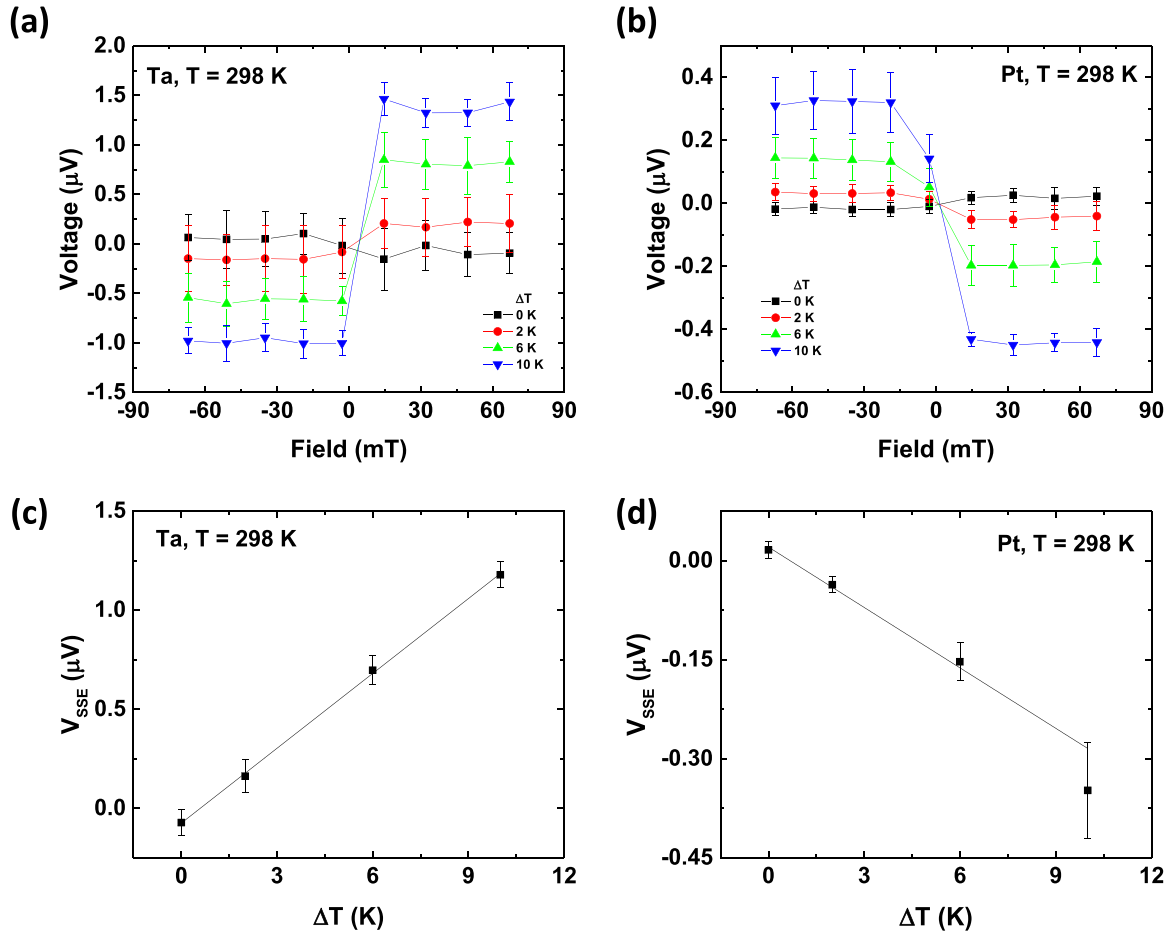 (a)
Ta, T = 298 K
Voltage (μV)
2.0
1.5
1.0
0.5
0.0
-0.5
-1.0
-1.5
ΔT
0 K
2 K
6 K
10 K
-90 -60 -30 0 30 60 90
Field (mT)
(b)
Pt, T = 298 K
Voltage (μV)
0.4
0.2
0.0
-0.2
-0.4
-0.6
ΔT
0 K
2 K
6 K
10 K
-90 -60 -30 0 30 60 90
Field (mT)
(c)
Ta, T = 298 K
V_SSE (μV)
1.5
1.0
0.5
0.0
0 3 6 9 12
ΔT (K)
(d)
Pt, T = 298 K
V_SSE (μV)
0.00
-0.15
-0.30
-0.45
0 3 6 9 12
ΔT (K)